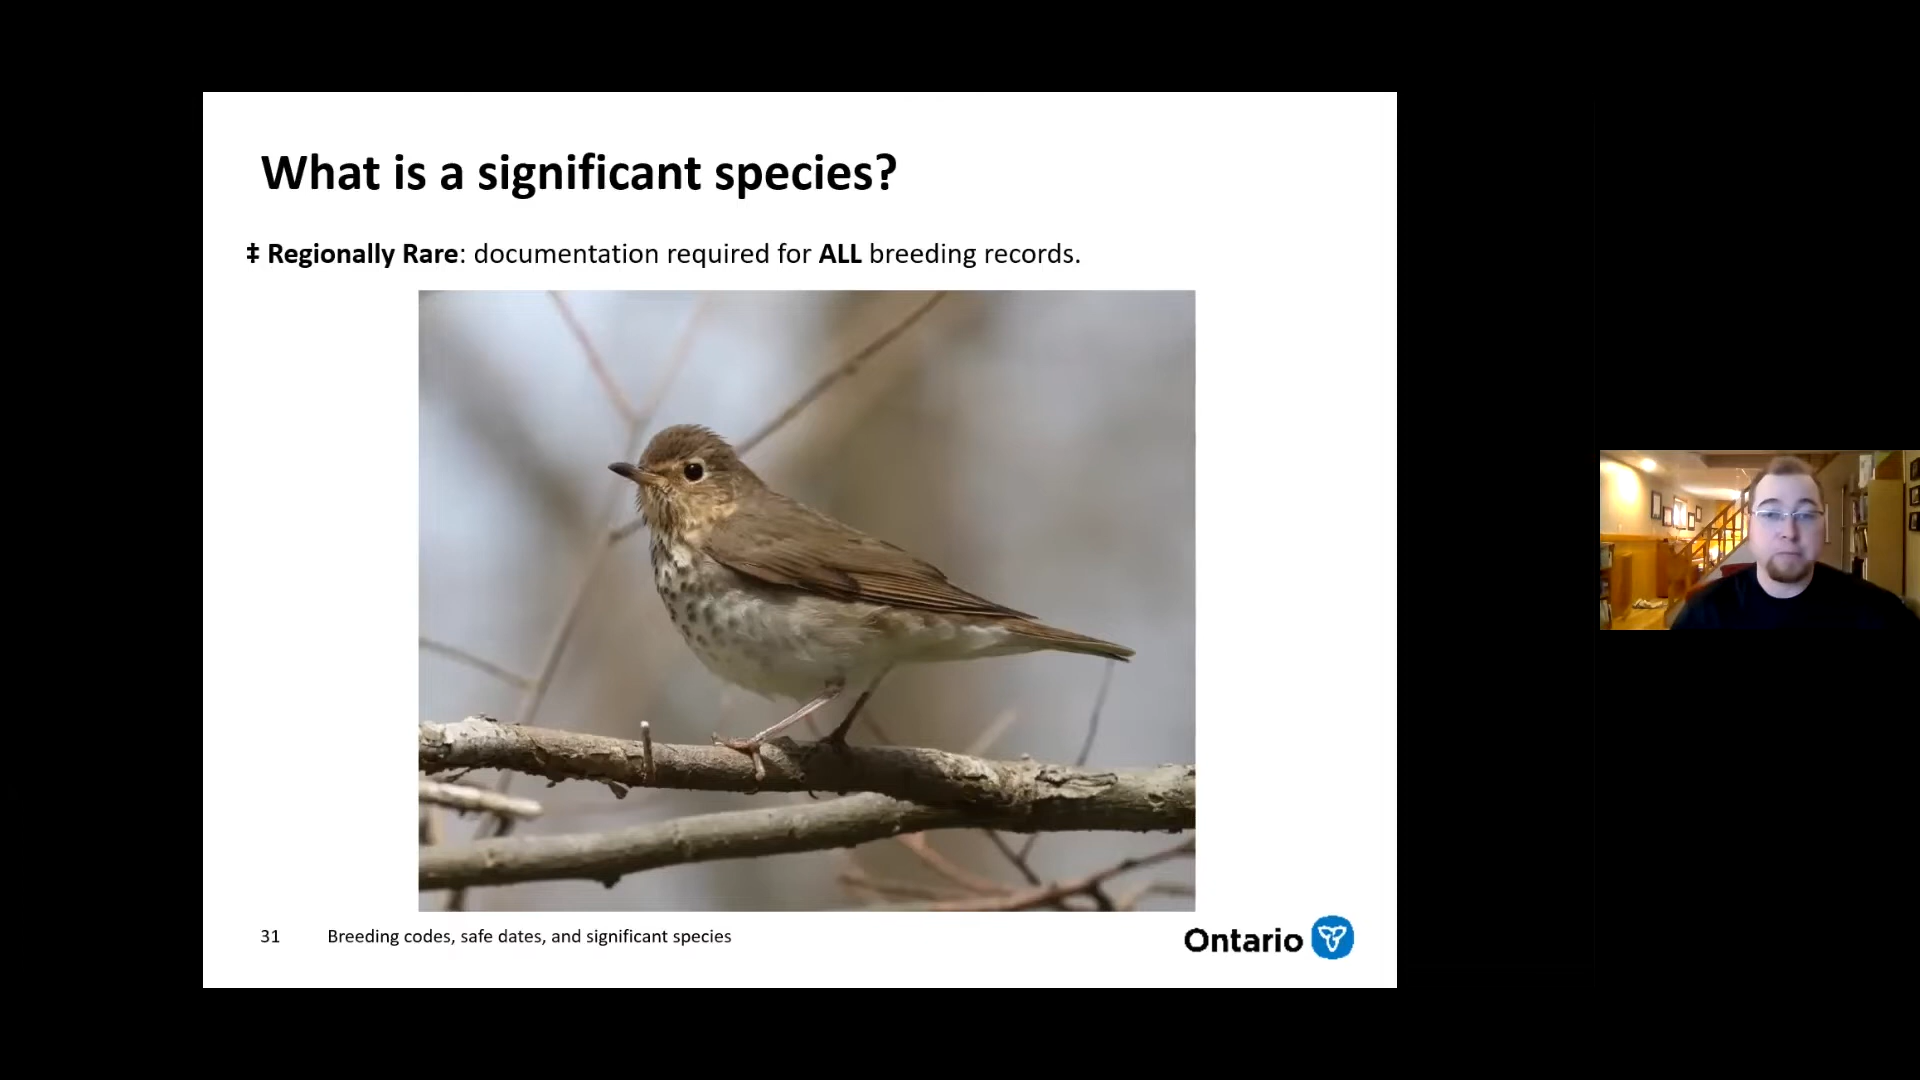 What is a significant species?
‡ Regionally Rare: documentation required for ALL breeding records.
31 Breeding codes, safe dates, and significant species
Ontario